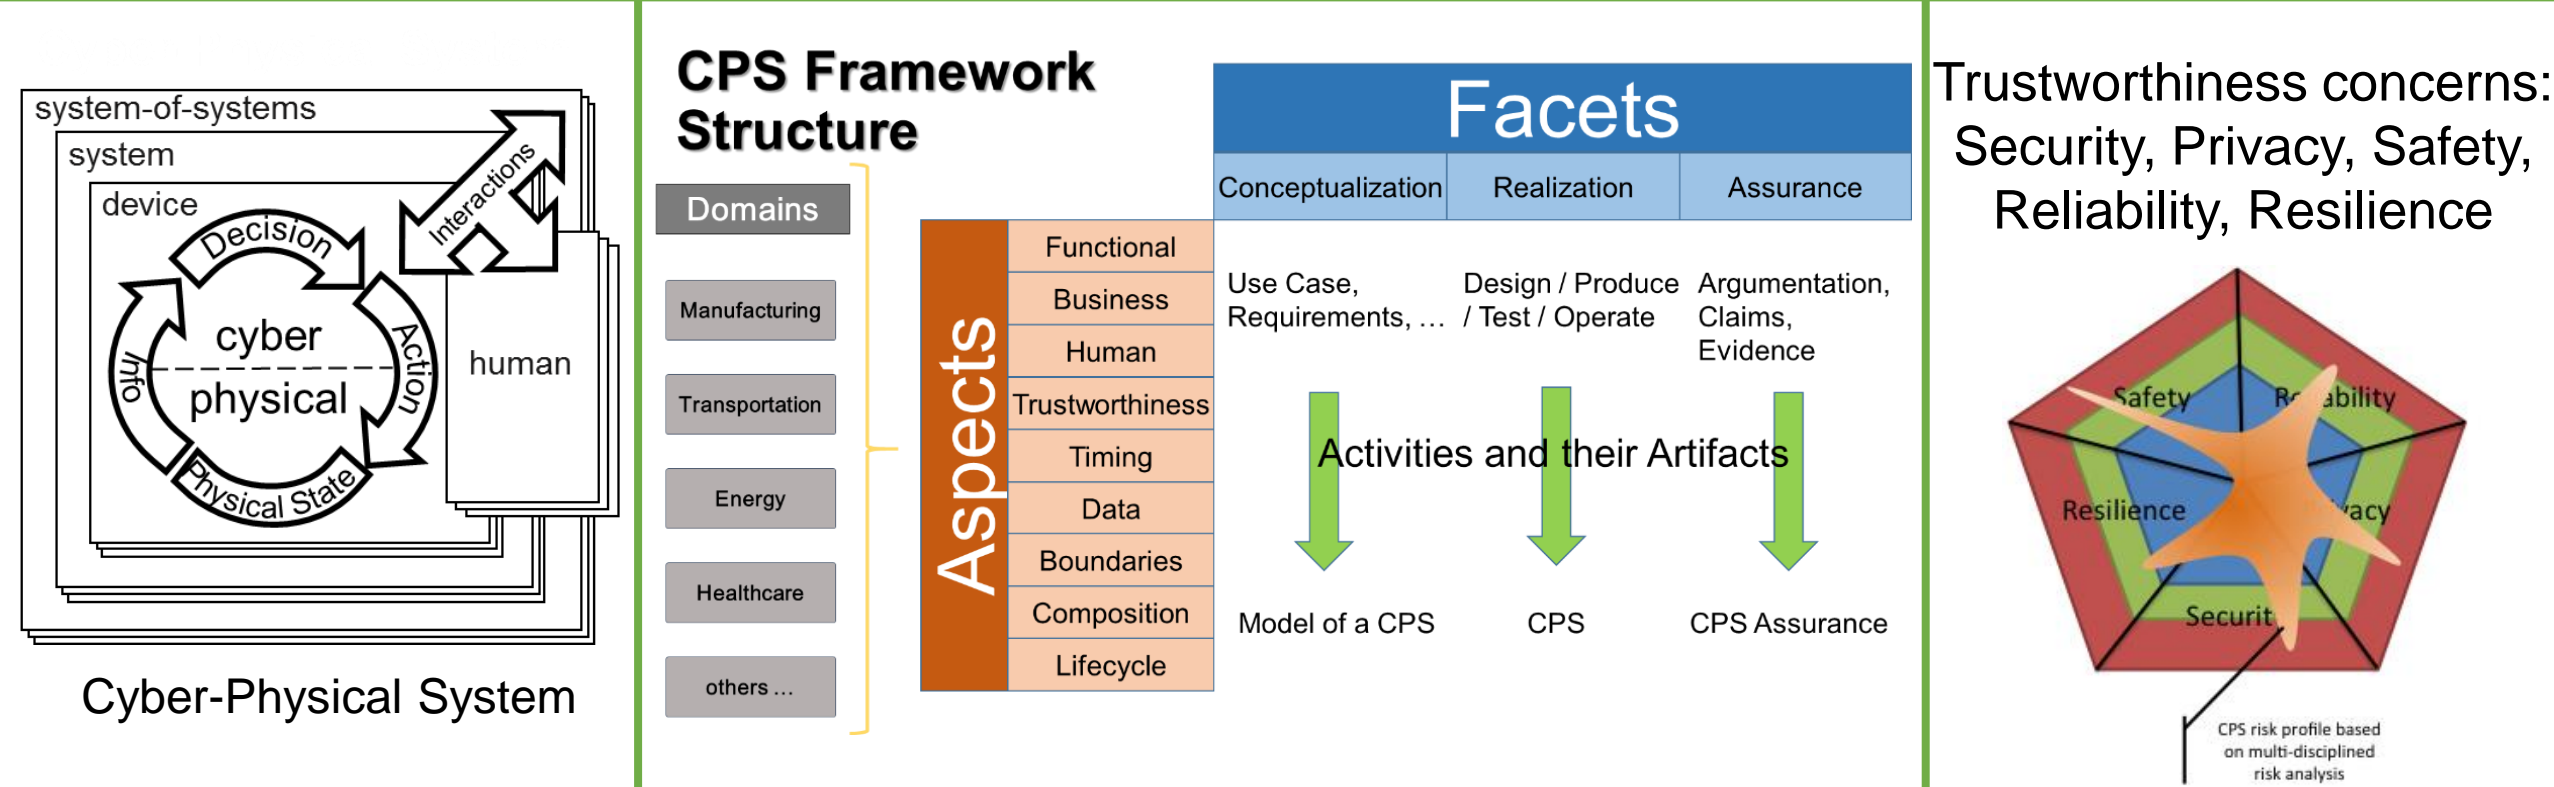 system-of-systems
system
device
Interactions
Decision
Action
Info
Physical State
cyber
physical
human
Cyber-Physical System
CPS Framework
Structure
Domains
Manufacturing
Transportation
Energy
Healthcare
others ...
Aspects
Functional
Business
Human
Trustworthiness
Timing
Data
Boundaries
Composition
Lifecycle
Facets
Conceptualization
Realization
Assurance
Use Case,
Requirements, ...
Design / Produce
/ Test / Operate
Argumentation,
Claims,
Evidence
Activities and their Artifacts
Model of a CPS
CPS
CPS Assurance
Trustworthiness concerns:
Security, Privacy, Safety,
Reliability, Resilience
Safety
Resilience
CPS risk profile based
on multi-disciplined
risk analysis